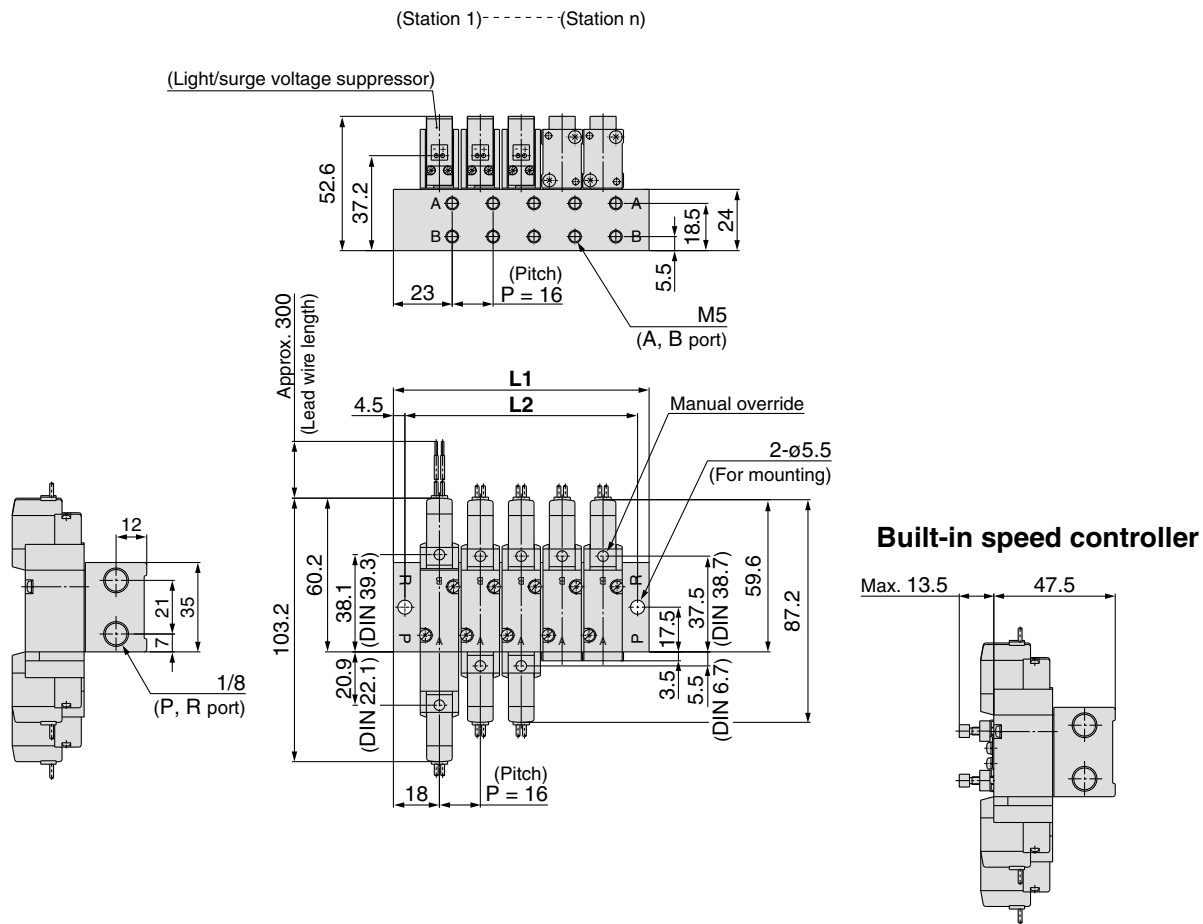 (Station 1) (Station n)
(Light/surge voltage suppressor)
52.6
37.2
A
A
B
B
18.5
24
5.5
23
(Pitch)
P = 16
M5
(A, B port)
Approx. 300
(Lead wire length)
L1
L2
4.5
Manual override
2-ø5.5
(For mounting)
103.2
60.2
38.1
(DIN 39.3)
20.9
(DIN 22.1)
R
P
B
B
B
B
B
A
A
A
A
A
R
P
17.5
37.5
(DIN 38.7)
59.6
87.2
3.5
5.5
(DIN 6.7)
18
(Pitch)
P = 16
12
21
35
7
1/8
(P, R port)
Built-in speed controller
Max. 13.5
47.5